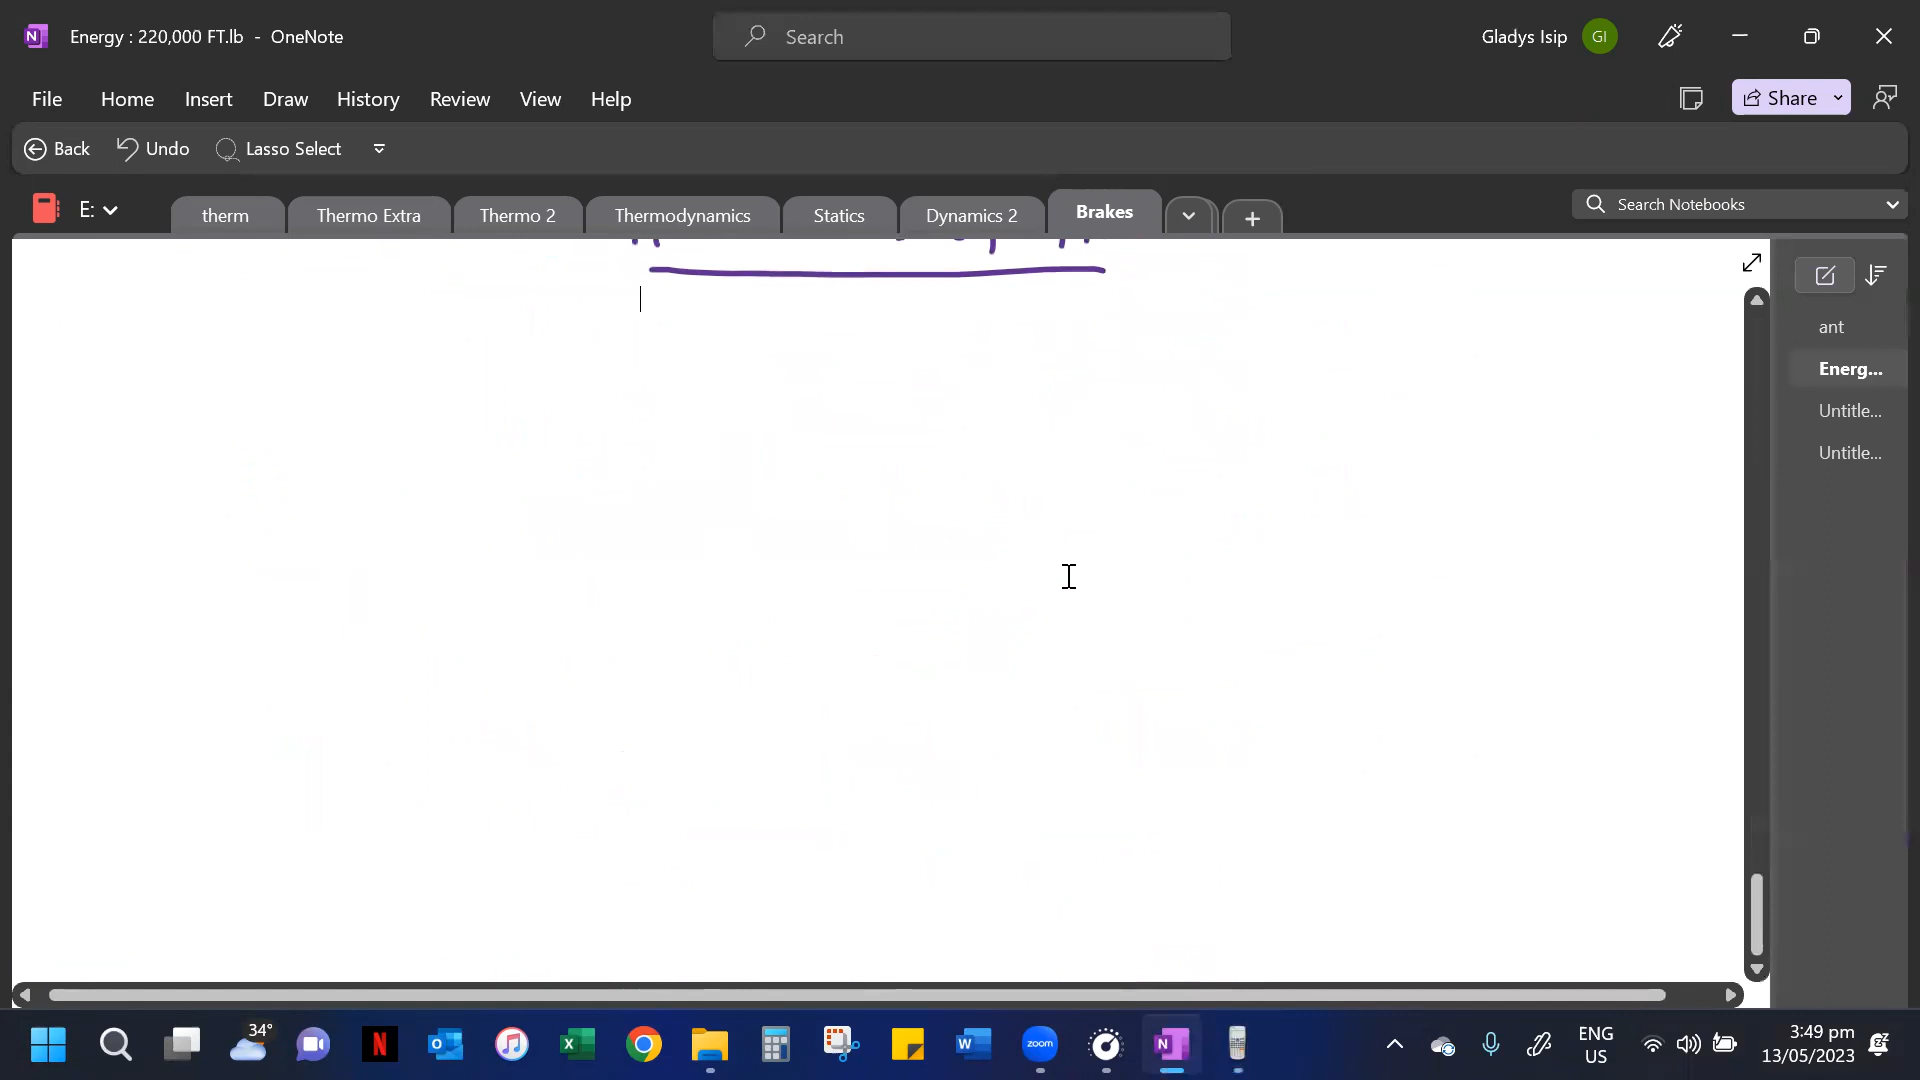 Energy : 220,000 FT.lb - OneNote
Search
Gladys Isip
GI
File
Home
Insert
Draw
History
Review
View
Help
Share
Back
Undo
Lasso Select
E:
therm
Thermo Extra
Thermo 2
Thermodynamics
Statics
Dynamics 2
Brakes
Search Notebooks
ant
Energ...
Untitle...
Untitle...
34°
zoom
ENG
US
3:49 pm
13/05/2023